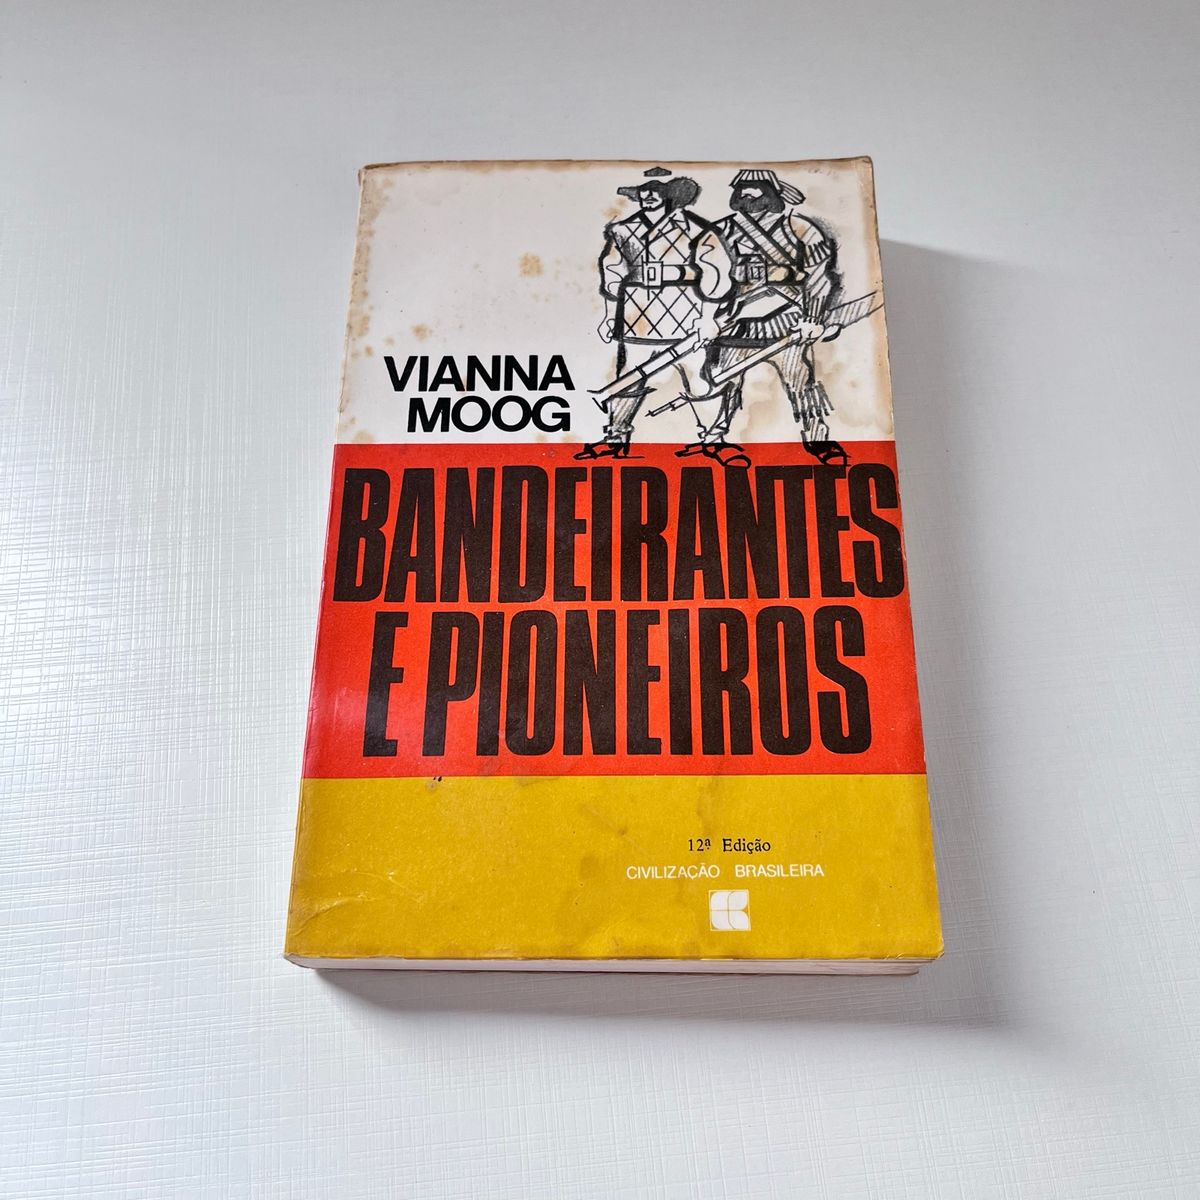 VIANNA
MOOG
BANDEIRANTES
E PIONEIROS
12ª Edição
CIVILIZAÇÃO BRASILEIRA